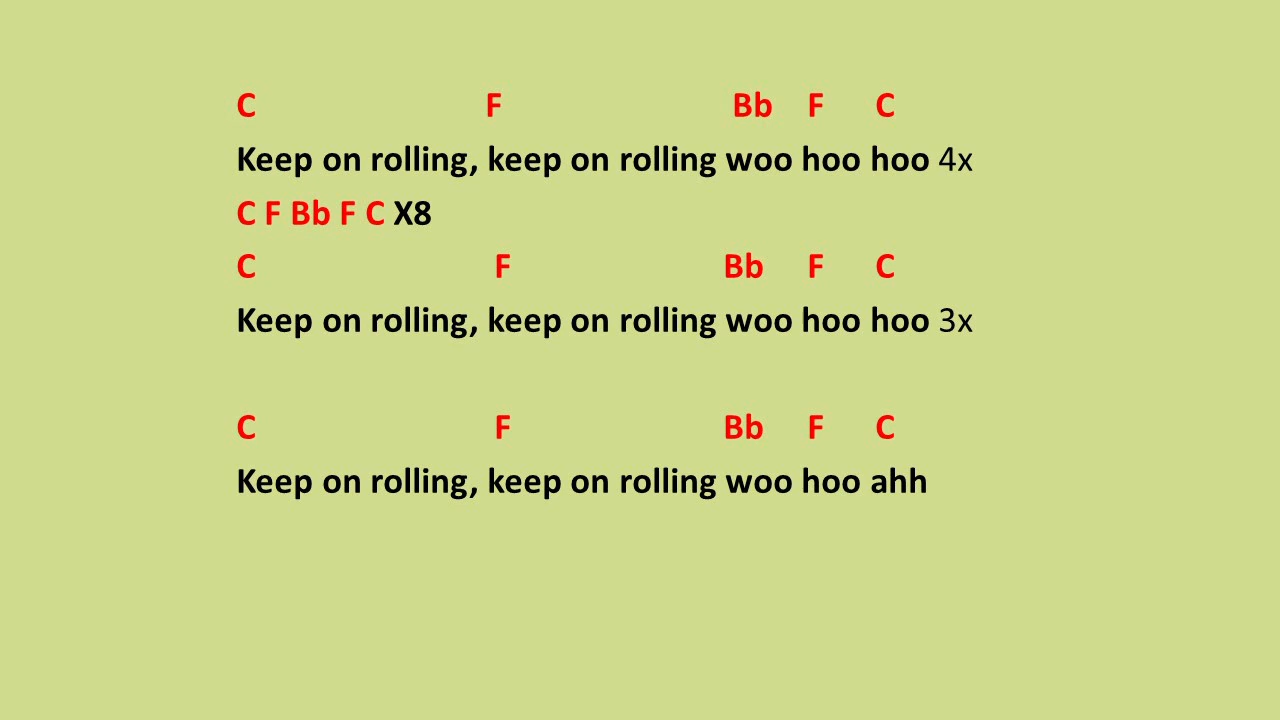 C F Bb F C
Keep on rolling, keep on rolling woo hoo hoo 4x
C F Bb F C X8
C F Bb F C
Keep on rolling, keep on rolling woo hoo hoo 3x
C F Bb F C
Keep on rolling, keep on rolling woo hoo ahh